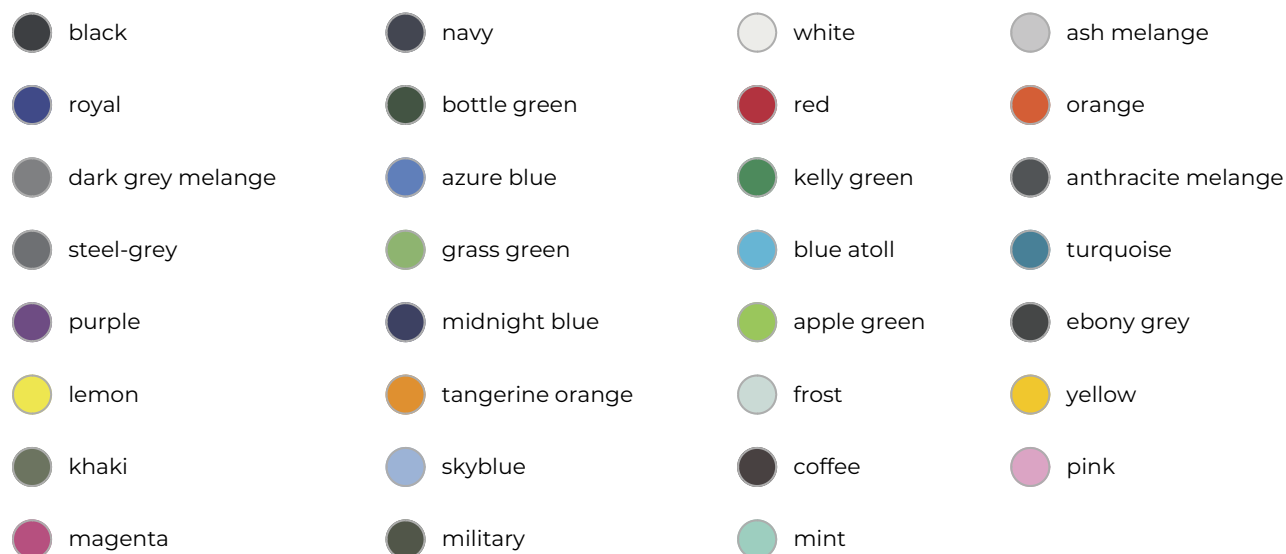 black
navy
white
ash melange
royal
bottle green
red
orange
dark grey melange
azure blue
kelly green
anthracite melange
steel-grey
grass green
blue atoll
turquoise
purple
midnight blue
apple green
ebony grey
lemon
tangerine orange
frost
yellow
khaki
skyblue
coffee
pink
magenta
military
mint